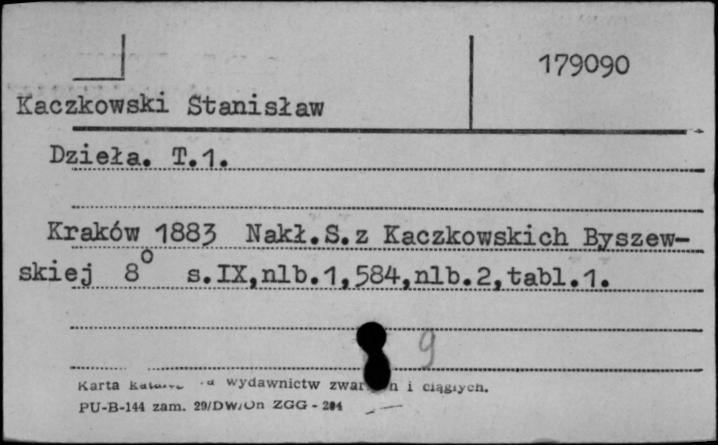 179090
Kaczkowski Stanisław
Dzieła. T.1.
Kraków 1883 Nakł.S.z Kaczkowskich Byszew-
skiej 8° s.IX,nlb.1,584,nlb.2,tabl.1.
9
Karta wydawnictw i ciągłych.
PU-B-144 zam. 29/DW/On ZGG - 204